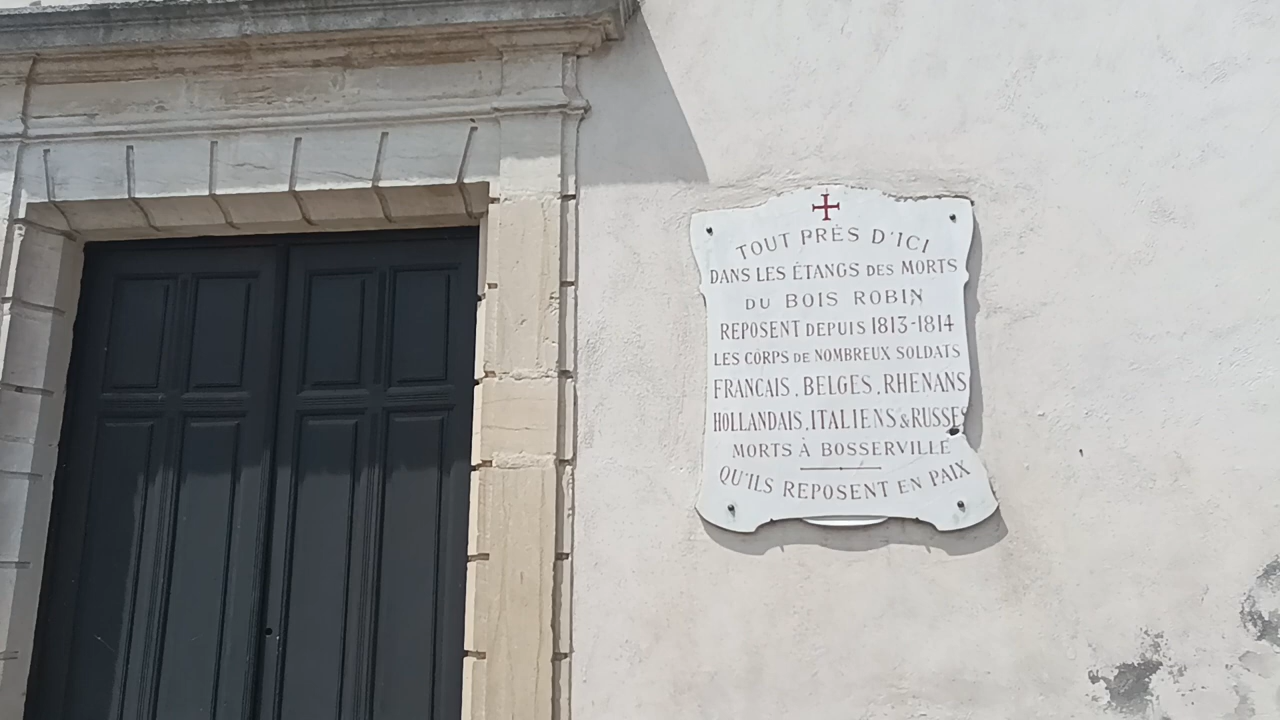 TOUT PRÉS D'ICI
DANS LES ÉTANGS DES MORTS
DU BOIS ROBIN
REPOSENT DEPUIS 1813-1814
LES CORPS DE NOMBREUX SOLDATS
FRANCAIS, BELGES, RHENANS
HOLLANDAIS, ITALIENS & RUSSES
MORTS À BOSSERVILLE
QU'ILS REPOSENT EN PAIX